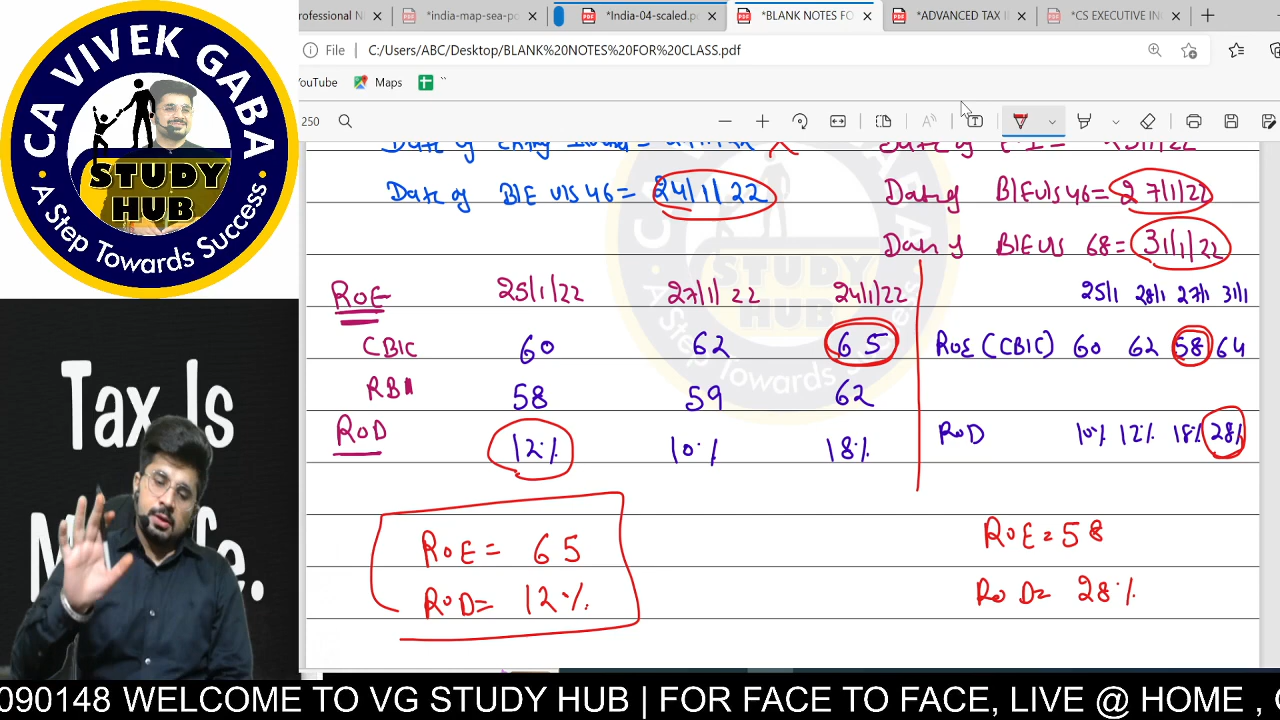 CA VIVEK GABA
STUDY
HUB
A Step Towards Success
Tax Is
rofessional N
*india-map-sea-po
*India-04-scaled.p
*BLANK NOTES FO
*ADVANCED TAX
*CS EXECUTIVE IN
File C:/Users/ABC/Desktop/BLANK%20NOTES%20FOR%20CLASS.pdf
ouTube Maps
250
Date of BIE U/S 46 = 24/1/22
Date of BIE U/S 46 = 27/1/22
Date of BIE U/S 68 = 31/1/22
ROE 25/1/22 27/1/22 24/1/22
CBIC 60 62 65
RBI 58 59 62
ROD 12% 10% 18%
25/1 28/1 27/1 31/1
ROE (CBIC) 60 62 58 64
ROD 10% 12% 18% 28%
ROE = 65
ROD = 12%
ROE = 58
ROD = 28%
090148 WELCOME TO VG STUDY HUB | FOR FACE TO FACE, LIVE @ HOME ,